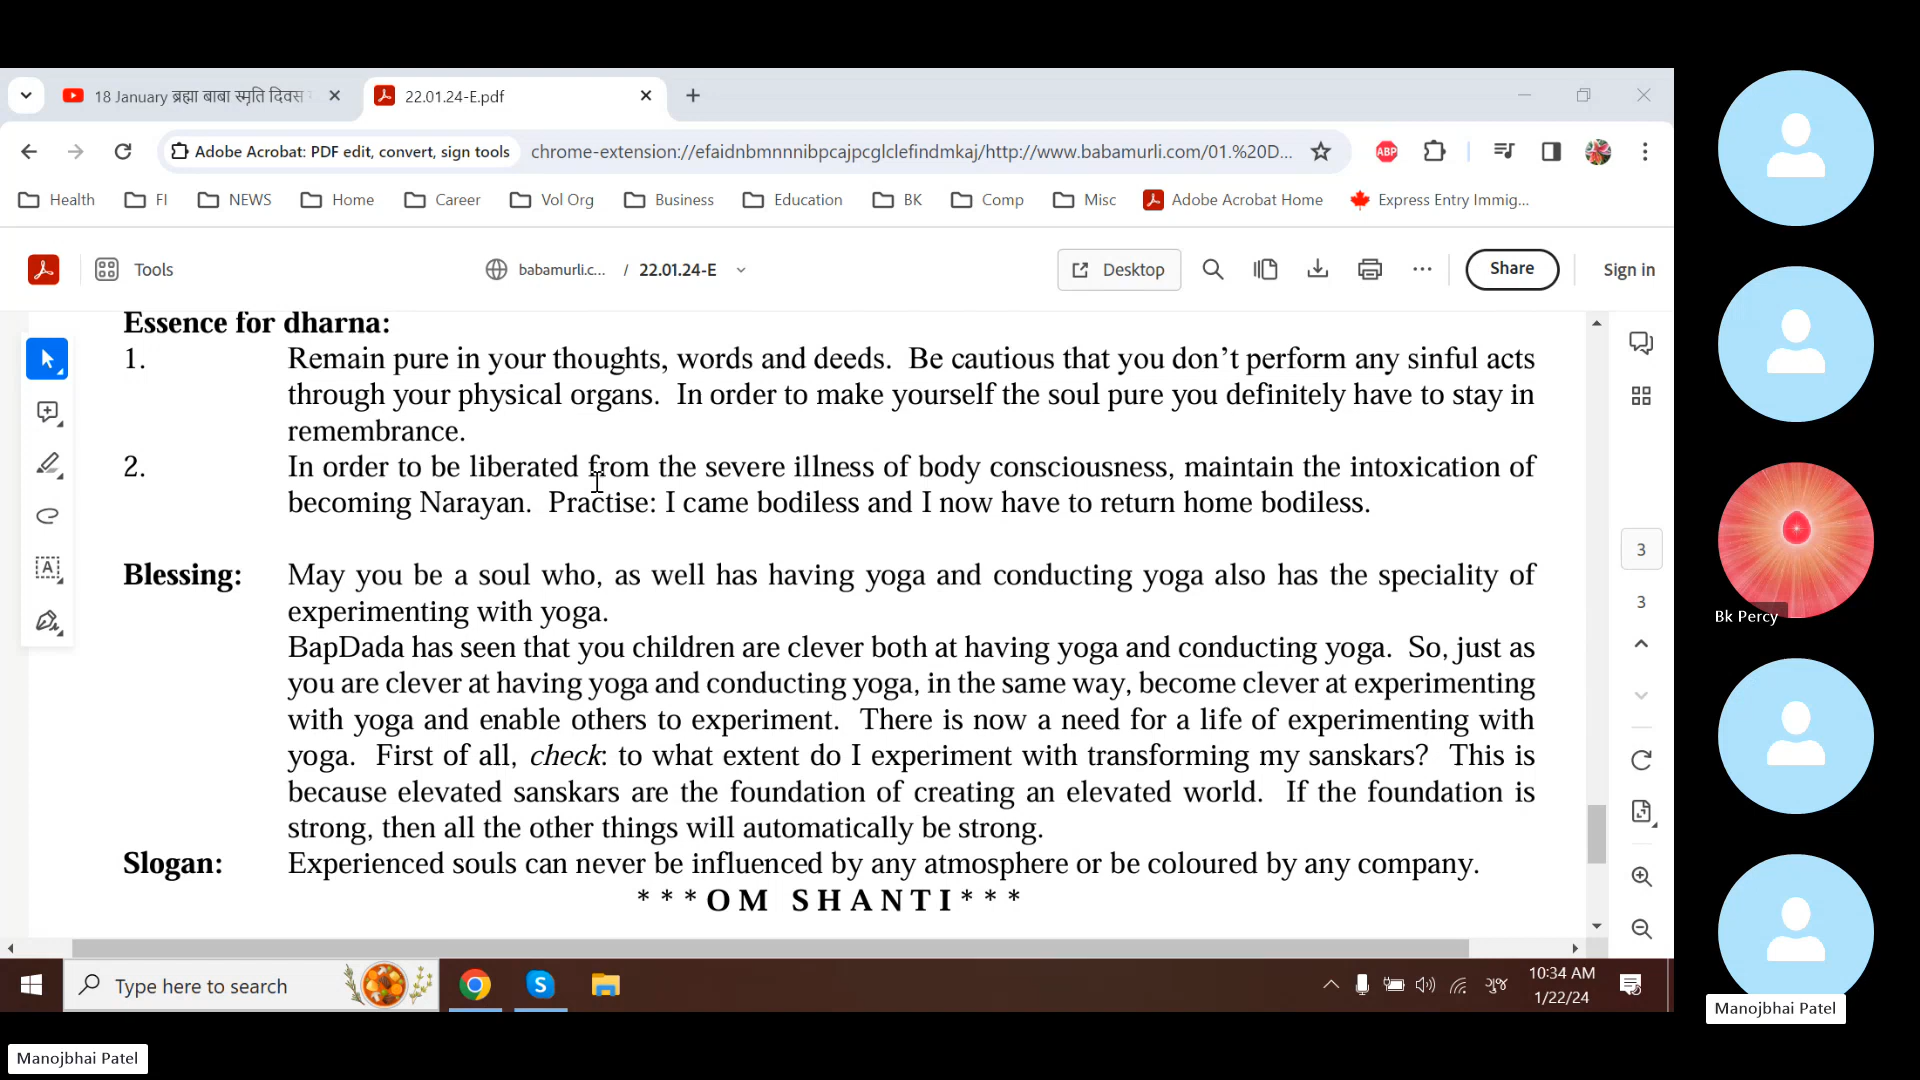 18 January ब्रह्मा बाबा स्मृति दिवस
22.01.24-E.pdf
Adobe Acrobat: PDF edit, convert, sign tools
chrome-extension://efaidnbmnnnibpcajpcglclefindmkaj/http://www.babamurli.com/01.%20D...
ABP
Health
FI
NEWS
Home
Career
Vol Org
Business
Education
BK
Comp
Misc
Adobe Acrobat Home
Express Entry Immig...
Tools
babamurli.c... / 22.01.24-E
Desktop
Share
Sign in
Essence for dharna:
1. Remain pure in your thoughts, words and deeds. Be cautious that you don’t perform any sinful acts
through your physical organs. In order to make yourself the soul pure you definitely have to stay in
remembrance.
2. In order to be liberated from the severe illness of body consciousness, maintain the intoxication of
becoming Narayan. Practise: I came bodiless and I now have to return home bodiless.
Blessing: May you be a soul who, as well has having yoga and conducting yoga also has the speciality of
experimenting with yoga.
BapDada has seen that you children are clever both at having yoga and conducting yoga. So, just as
you are clever at having yoga and conducting yoga, in the same way, become clever at experimenting
with yoga and enable others to experiment. There is now a need for a life of experimenting with
yoga. First of all, check: to what extent do I experiment with transforming my sanskars? This is
because elevated sanskars are the foundation of creating an elevated world. If the foundation is
strong, then all the other things will automatically be strong.
Slogan: Experienced souls can never be influenced by any atmosphere or be coloured by any company.
* * * O M S H A N T I * * *
3
3
Type here to search
ગુજ
10:34 AM
1/22/24
Bk Percy
Manojbhai Patel
Manojbhai Patel